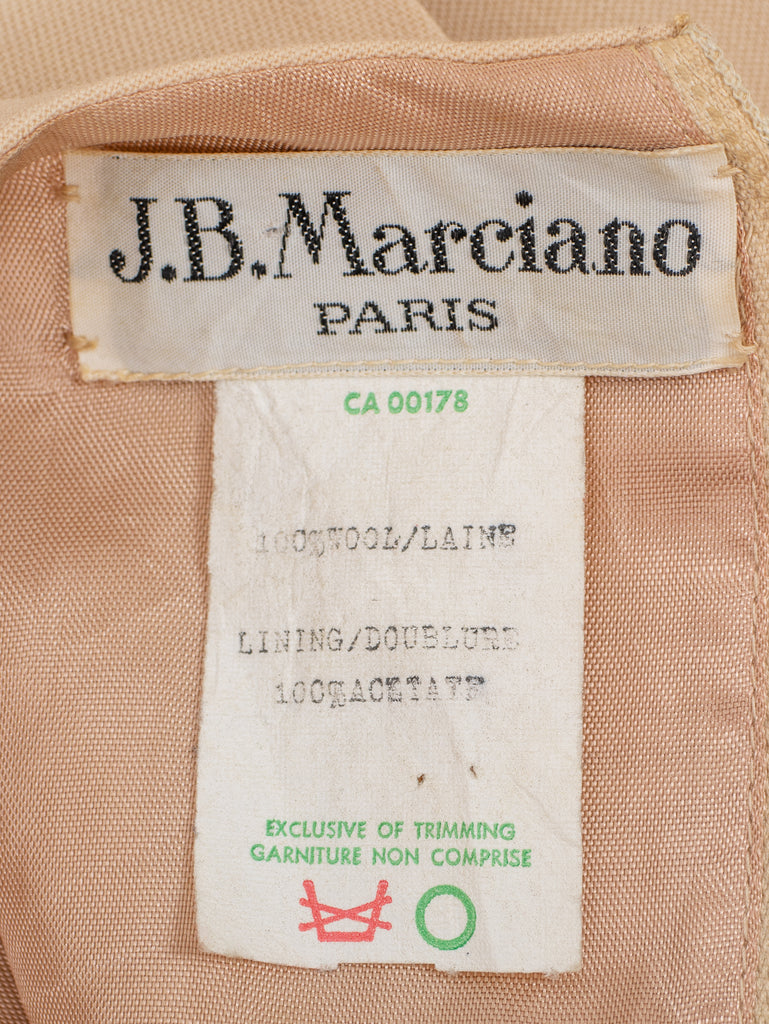 J.B.Marciano
PARIS
CA 00178
100%WOOL/LAINE
LINING/DOUBLURE
100%ACETATE
EXCLUSIVE OF TRIMMING
GARNITURE NON COMPRISE